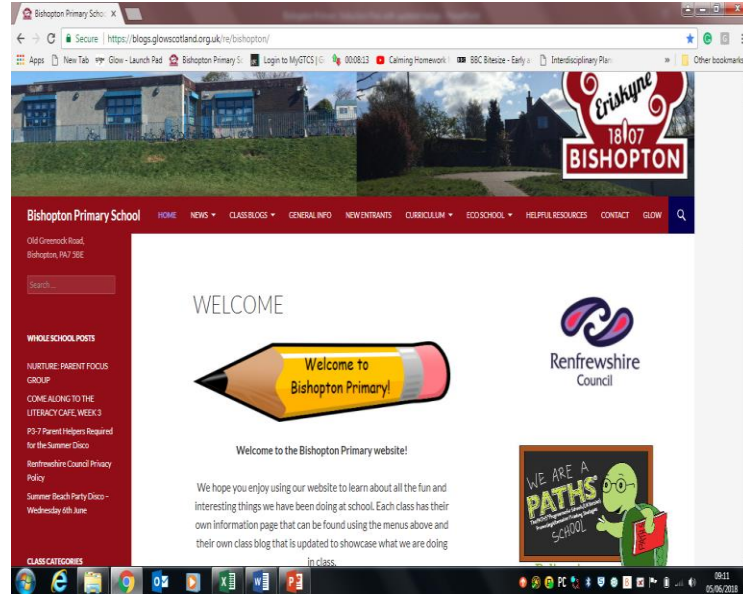 Bishopton Primary Schoo
Secure | https://blogs.glowscotland.org.uk/re/bishopton/
Apps New Tab Glow - Launch Pad Bishopton Primary S Login to MyGTCS | G 00:08:13 Calming Homework BBC Bitesize - Early a Interdisciplinary Plan » Other bookmarks
Eriskyne
1807
BISHOPTON
Bishopton Primary School HOME NEWS CLASS BLOGS GENERAL INFO NEW ENTRANTS CURRICULUM ECO SCHOOL HELPFUL RESOURCES CONTACT GLOW
Old Greenock Road,
Bishopton, PA7 5BE
Search ...
WHOLE SCHOOL POSTS
NURTURE: PARENT FOCUS
GROUP
COME ALONG TO THE
LITERACY CAFE, WEEK 3
P3-7 Parent Helpers Required
for the Summer Disco
Renfrewshire Council Privacy
Policy
Summer Beach Party Disco –
Wednesday 6th June
CLASS CATEGORIES
WELCOME
Welcome to
Bishopton Primary!
Welcome to the Bishopton Primary website!
We hope you enjoy using our website to learn about all the fun and
interesting things we have been doing at school. Each class has their
own information page that can be found using the menus above and
their own class blog that is updated to showcase what we are doing
in class.
Renfrewshire
Council
WE ARE A
PATHS
SCHOOL
PATHS
09:11
05/06/2018